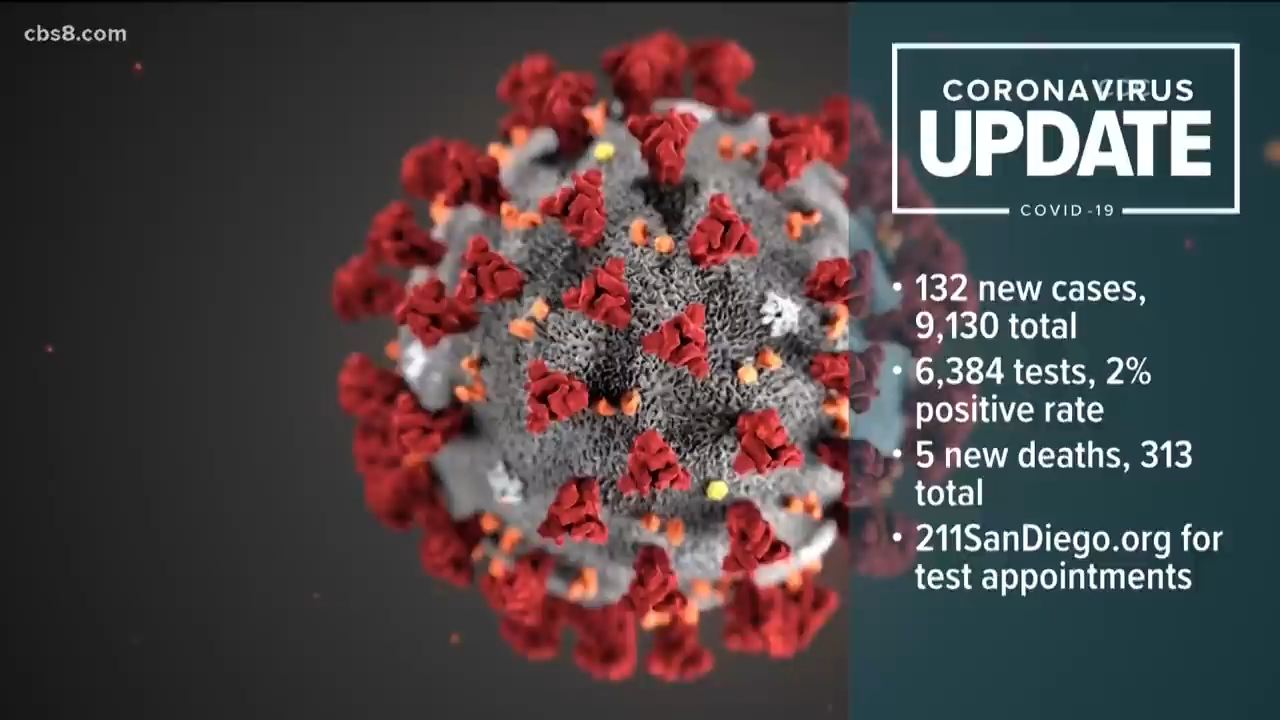 cbs8.com
CDC
CORONAVIRUS
UPDATE
COVID-19
• 132 new cases,
9,130 total
• 6,384 tests, 2%
positive rate
• 5 new deaths, 313
total
• 211SanDiego.org for
test appointments